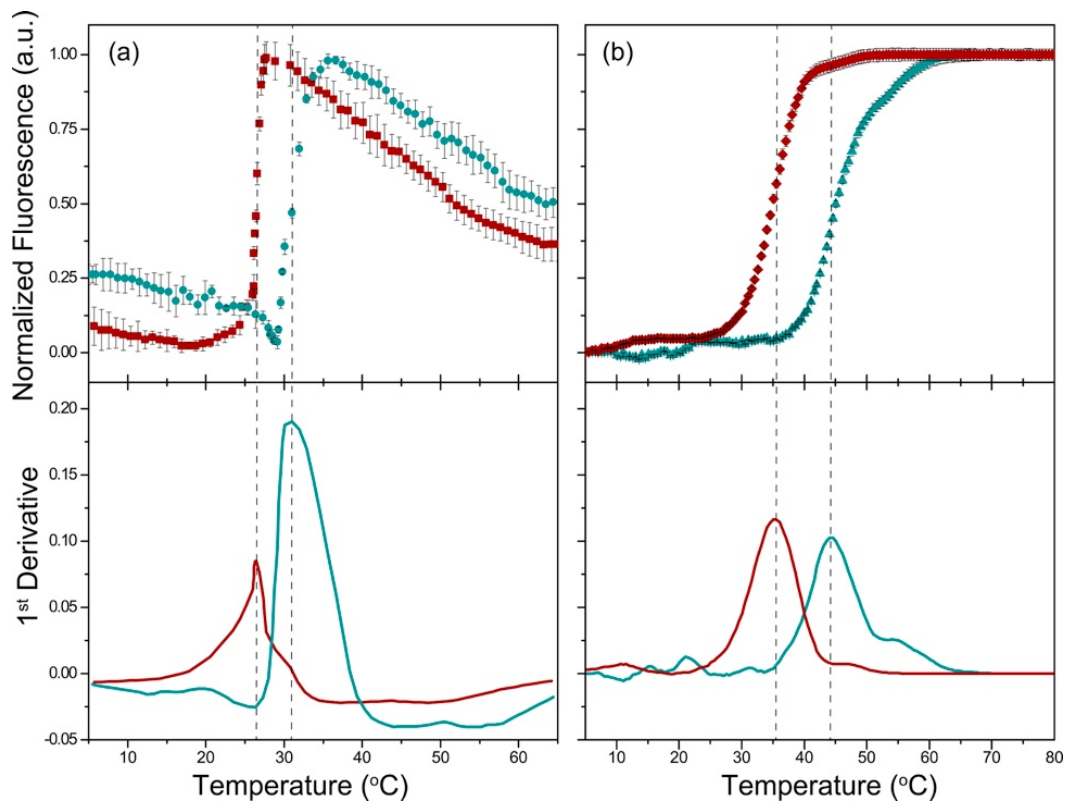 (a)
(b)
Normalized Fluorescence (a.u.)
1.00
0.75
0.50
0.25
0.00
1st Derivative
0.20
0.15
0.10
0.05
0.00
-0.05
10 20 30 40 50 60
10 20 30 40 50 60 70 80
Temperature (oC)
Temperature (oC)